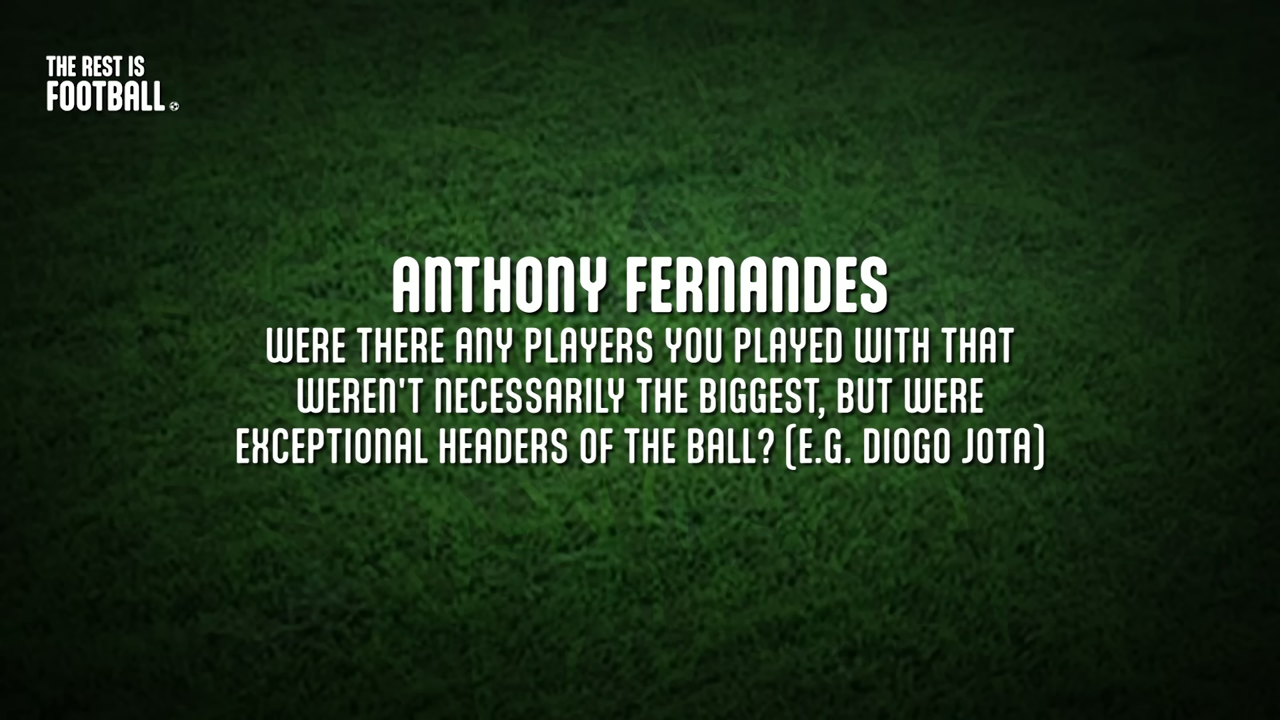 THE REST IS
FOOTBALL
ANTHONY FERNANDES
WERE THERE ANY PLAYERS YOU PLAYED WITH THAT
WEREN'T NECESSARILY THE BIGGEST, BUT WERE
EXCEPTIONAL HEADERS OF THE BALL? (E.G. DIOGO JOTA)